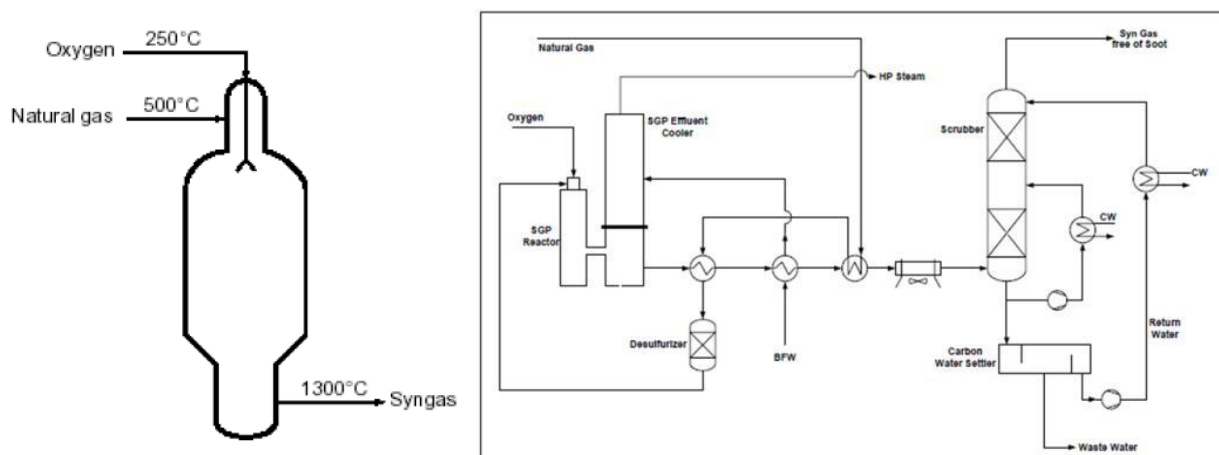 250°C
Oxygen
500°C
Natural gas
1300°C
Syngas
Natural Gas
Syn Gas
free of Soot
HP Steam
SGP Effluent
Cooler
Oxygen
Scrubber
CW
CW
SGP
Reactor
Return
Water
Desulfurizer
BFW
Carbon
Water Settler
Waste Water